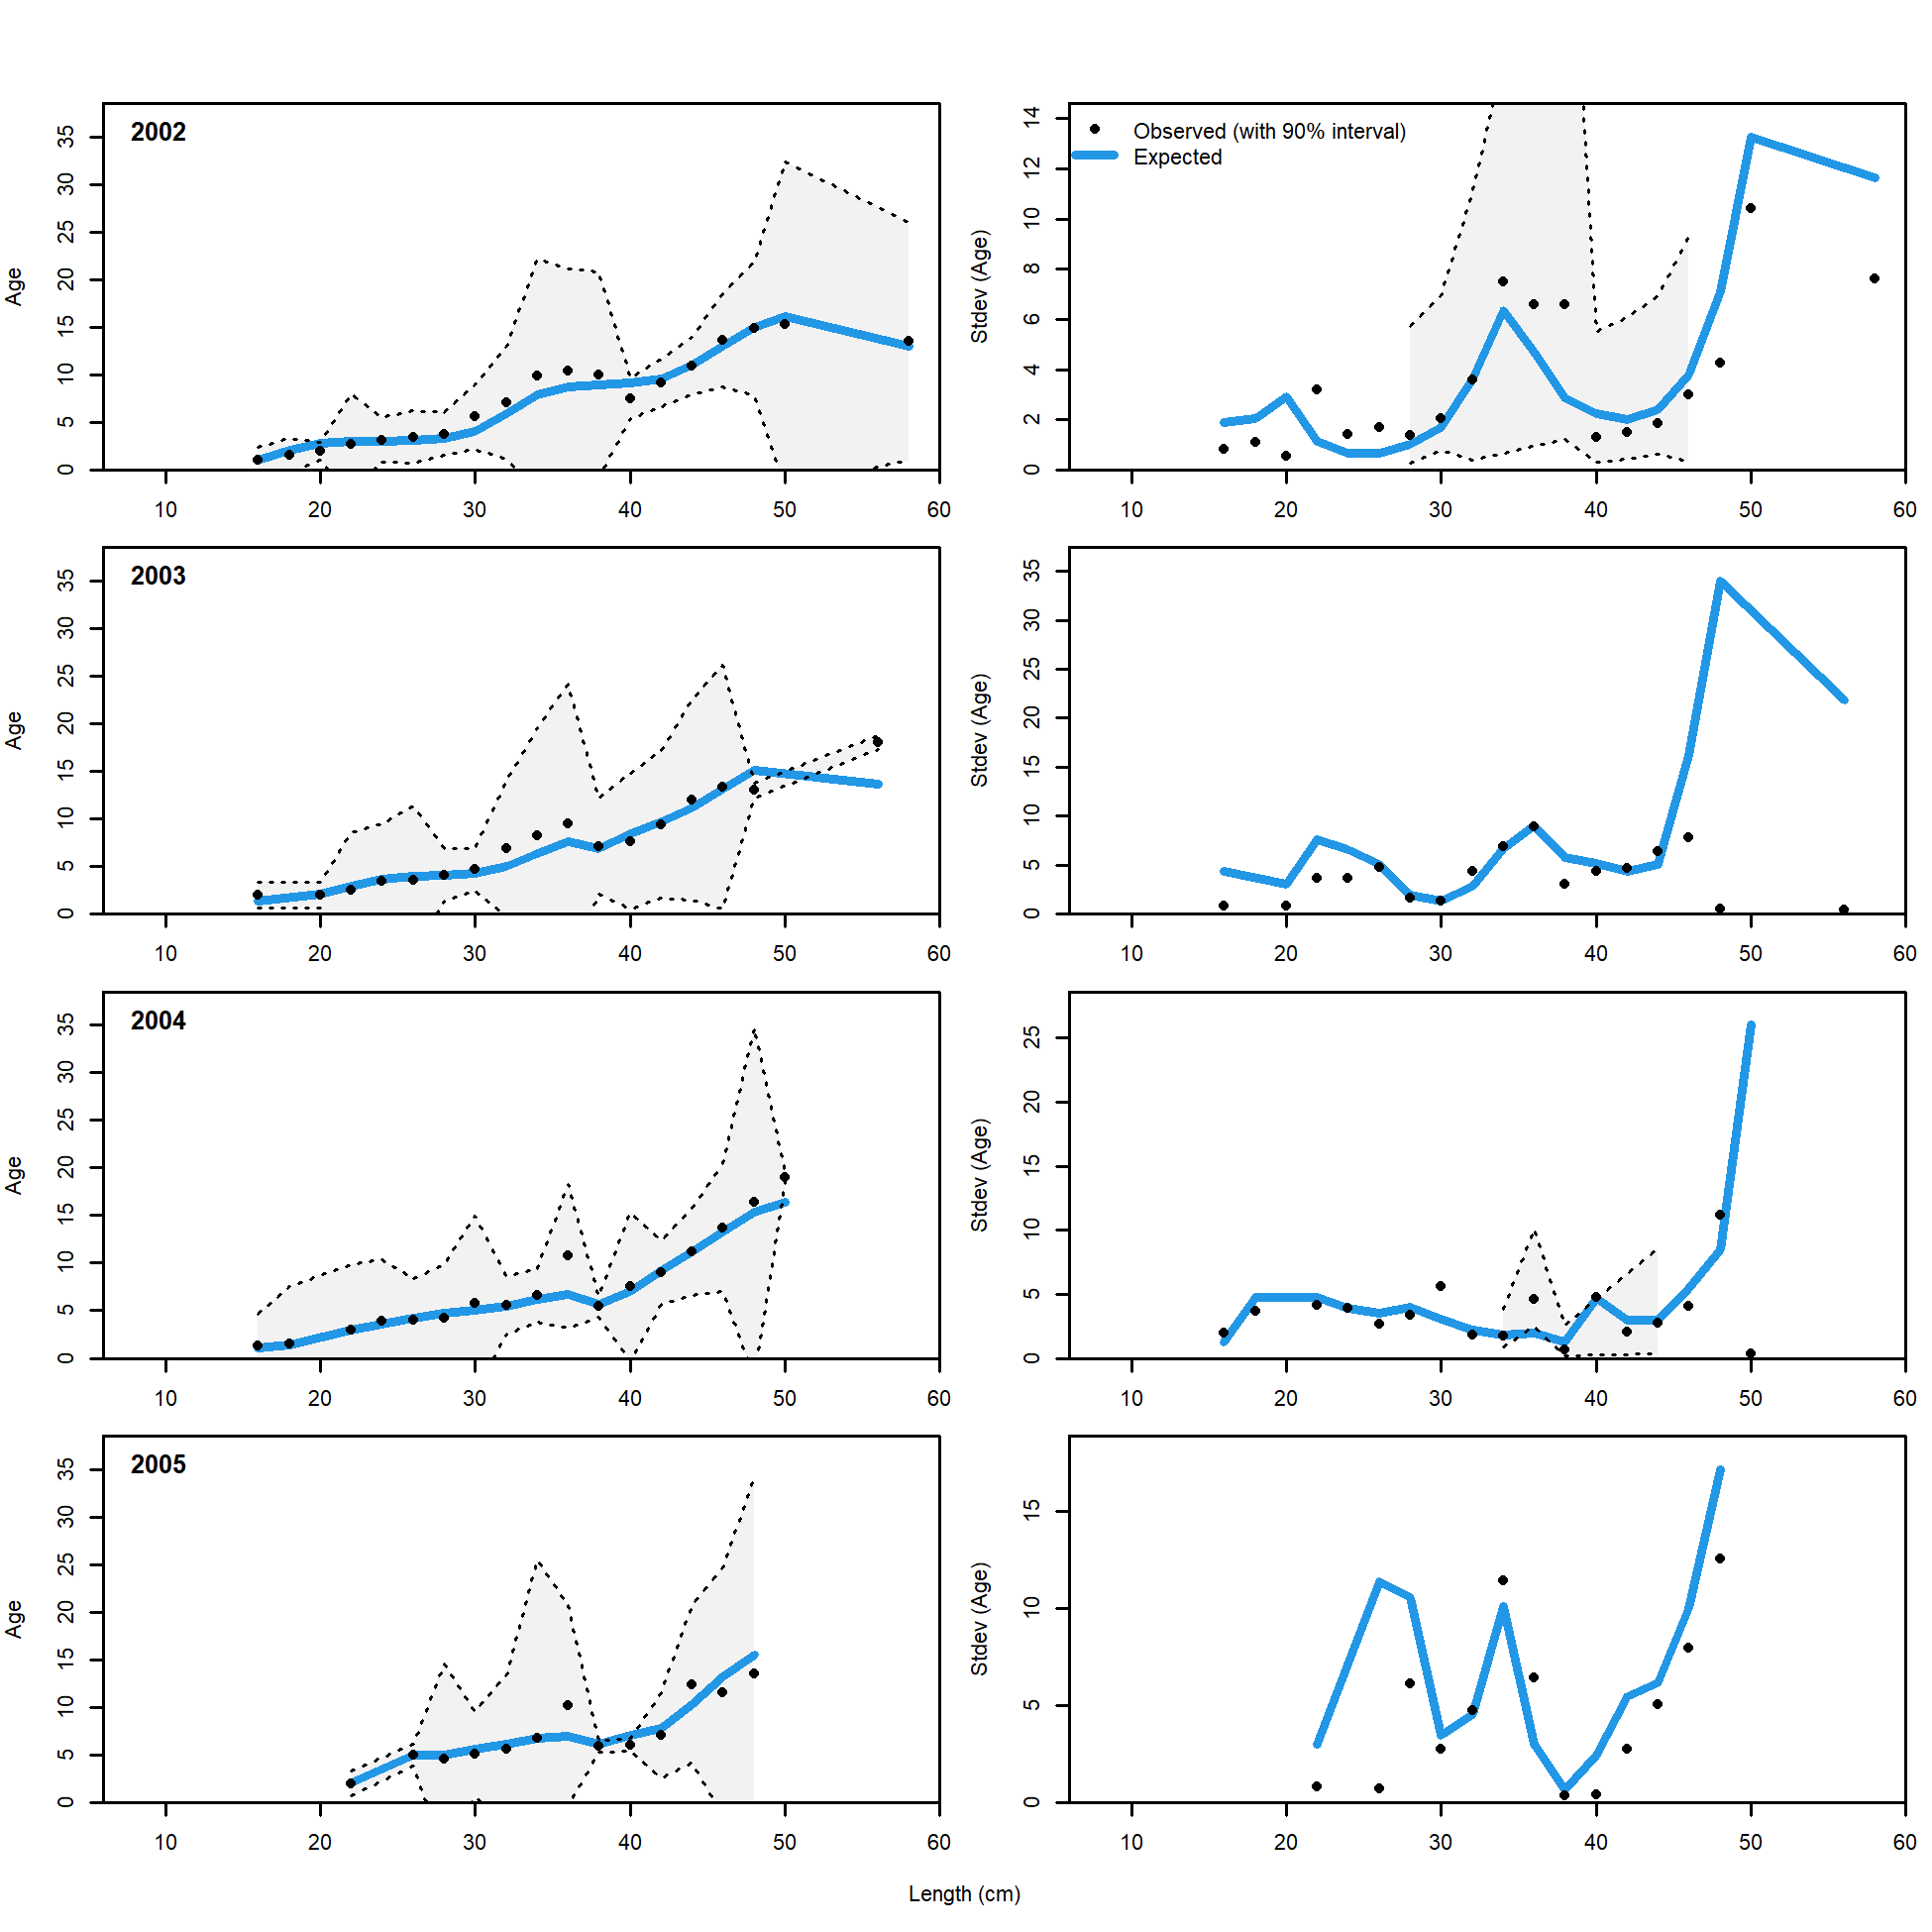 2002
Age
0 5 10 15 20 25 30 35
10 20 30 40 50 60
Observed (with 90% interval)
Expected
Stdev (Age)
0 2 4 6 8 10 12 14
10 20 30 40 50 60
2003
Age
0 5 10 15 20 25 30 35
10 20 30 40 50 60
Stdev (Age)
0 5 10 15 20 25 30 35
10 20 30 40 50 60
2004
Age
0 5 10 15 20 25 30 35
10 20 30 40 50 60
Stdev (Age)
0 5 10 15 20 25
10 20 30 40 50 60
2005
Age
0 5 10 15 20 25 30 35
10 20 30 40 50 60
Stdev (Age)
0 5 10 15
10 20 30 40 50 60
Length (cm)